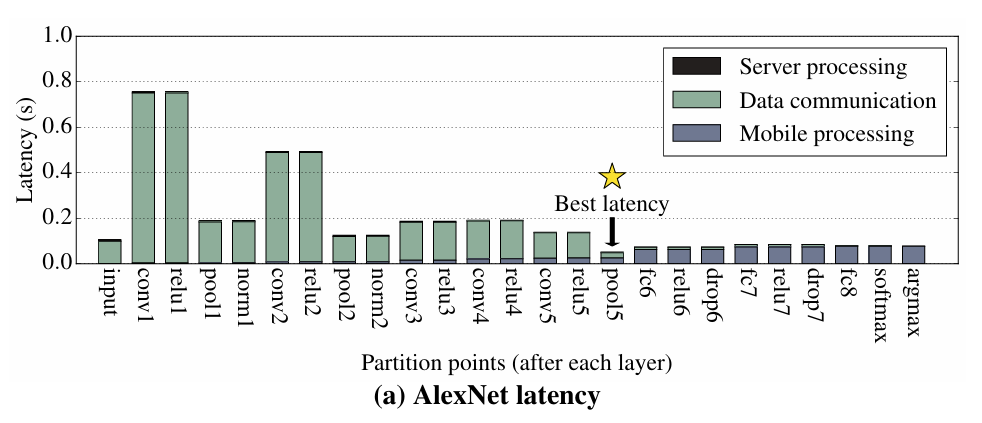 1.0
0.8
0.6
0.4
0.2
0.0
Latency (s)
Server processing
Data communication
Mobile processing
Best latency
input
conv1
relu1
pool1
norm1
conv2
relu2
pool2
norm2
conv3
relu3
conv4
relu4
conv5
relu5
pool5
fc6
relu6
drop6
fc7
relu7
drop7
fc8
softmax
argmax
Partition points (after each layer)
(a) AlexNet latency